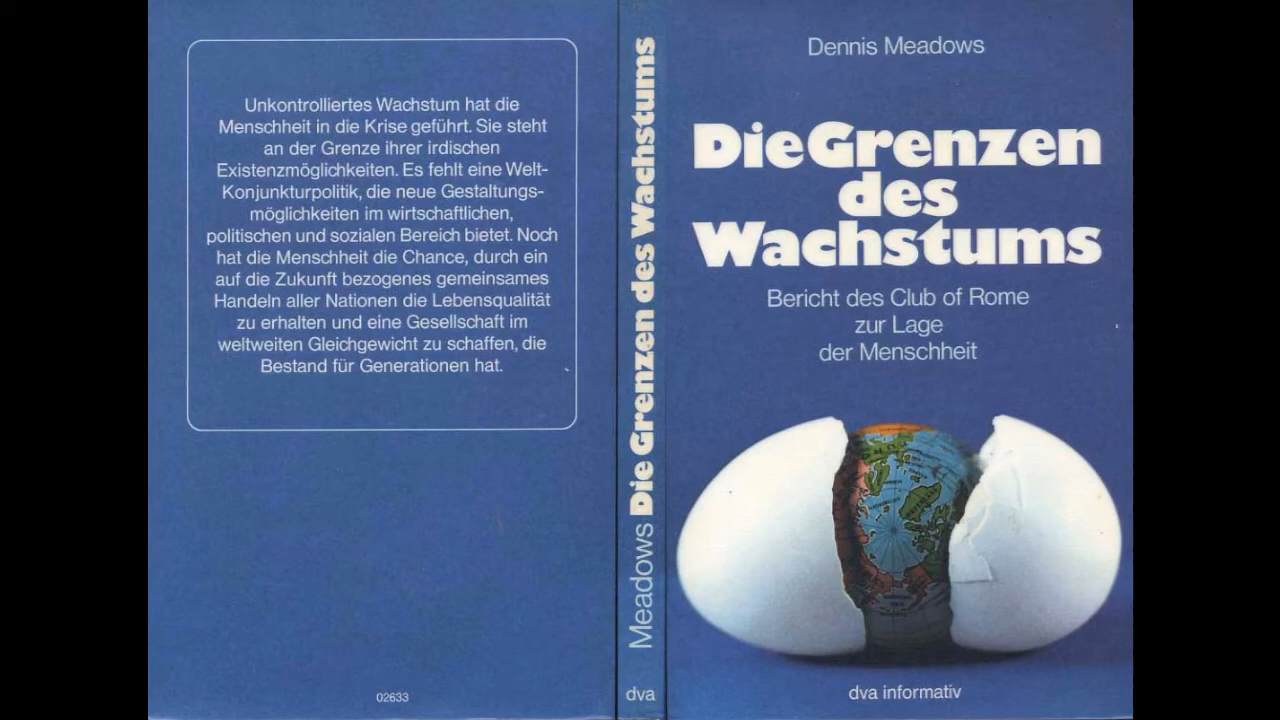 Unkontrolliertes Wachstum hat die
Menschheit in die Krise geführt. Sie steht
an der Grenze ihrer irdischen
Existenzmöglichkeiten. Es fehlt eine Welt-
Konjunkturpolitik, die neue Gestaltungs-
möglichkeiten im wirtschaftlichen,
politischen und sozialen Bereich bietet. Noch
hat die Menschheit die Chance, durch ein
auf die Zukunft bezogenes gemeinsames
Handeln aller Nationen die Lebensqualität
zu erhalten und eine Gesellschaft im
weltweiten Gleichgewicht zu schaffen, die
Bestand für Generationen hat.
02633
Meadows Die Grenzen des Wachstums
dva
Dennis Meadows
Die Grenzen
des
Wachstums
Bericht des Club of Rome
zur Lage
der Menschheit
dva informativ